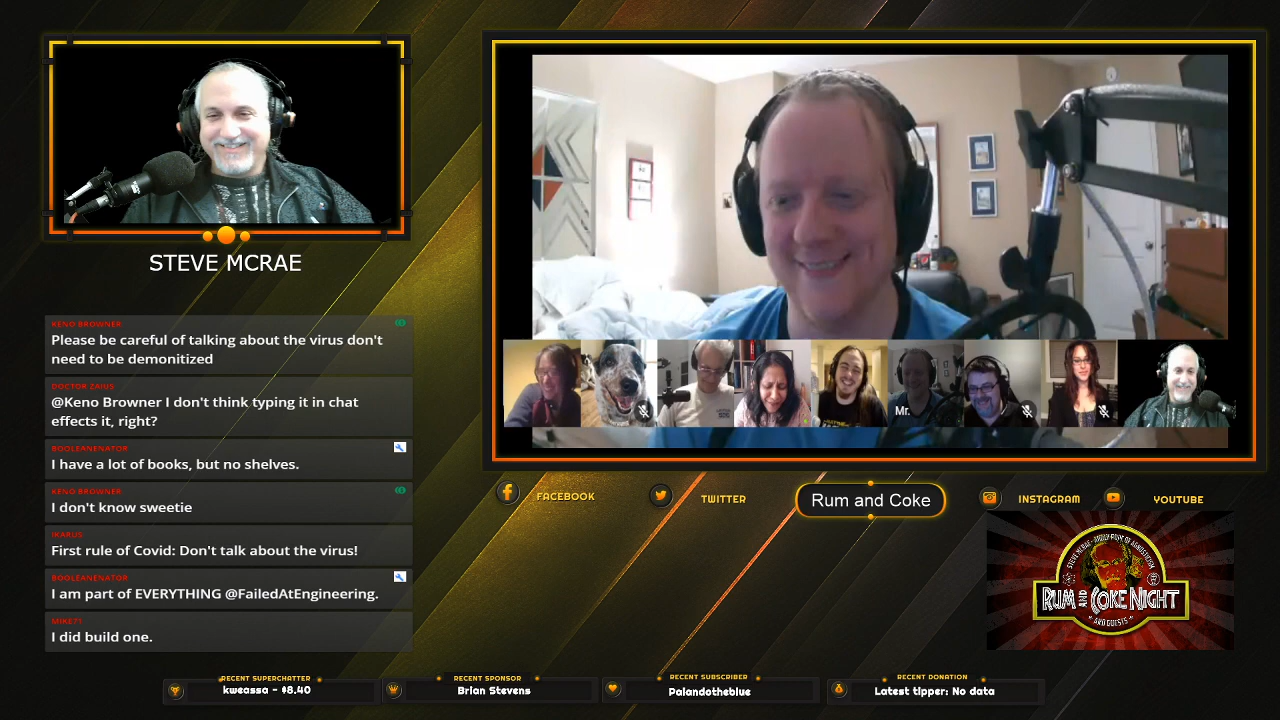 STEVE MCRAE
KENO BROWNER
Please be careful of talking about the virus don't
need to be demonitized
DOCTOR ZAIUS
@Keno Browner I don't think typing it in chat
effects it, right?
BOOLEANENATOR
I have a lot of books, but no shelves.
KENO BROWNER
I don't know sweetie
IKARUS
First rule of Covid: Don't talk about the virus!
BOOLEANENATOR
I am part of EVERYTHING @FailedAtEngineering.
MIKE71
I did build one.
Mr.
FACEBOOK
TWITTER
Rum and Coke
INSTAGRAM
YOUTUBE
RUM AND COKE NIGHT
AND GUESTS
RECENT SUPERCHATTER
kweassa - $8.40
RECENT SPONSOR
Brian Stevens
RECENT SUBSCRIBER
Palandotheblue
RECENT DONATION
Latest tipper: No data